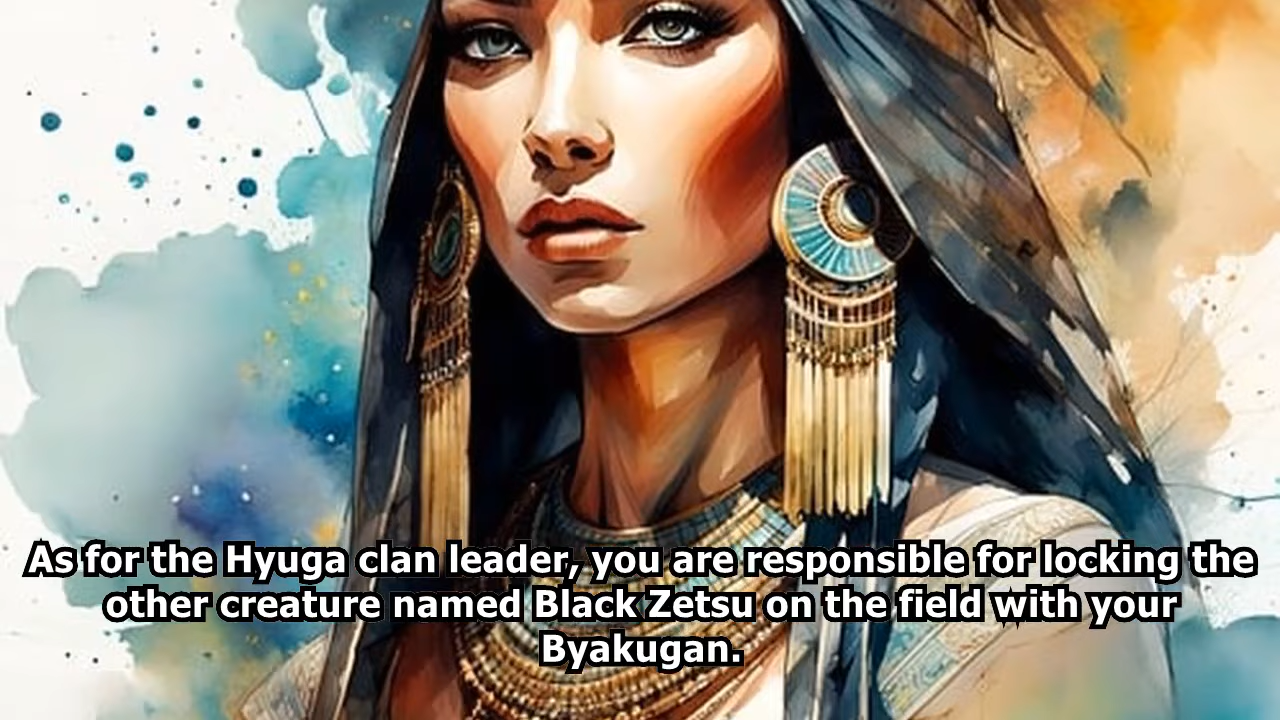 As for the Hyuga clan leader, you are responsible for locking the
other creature named Black Zetsu on the field with your
Byakugan.